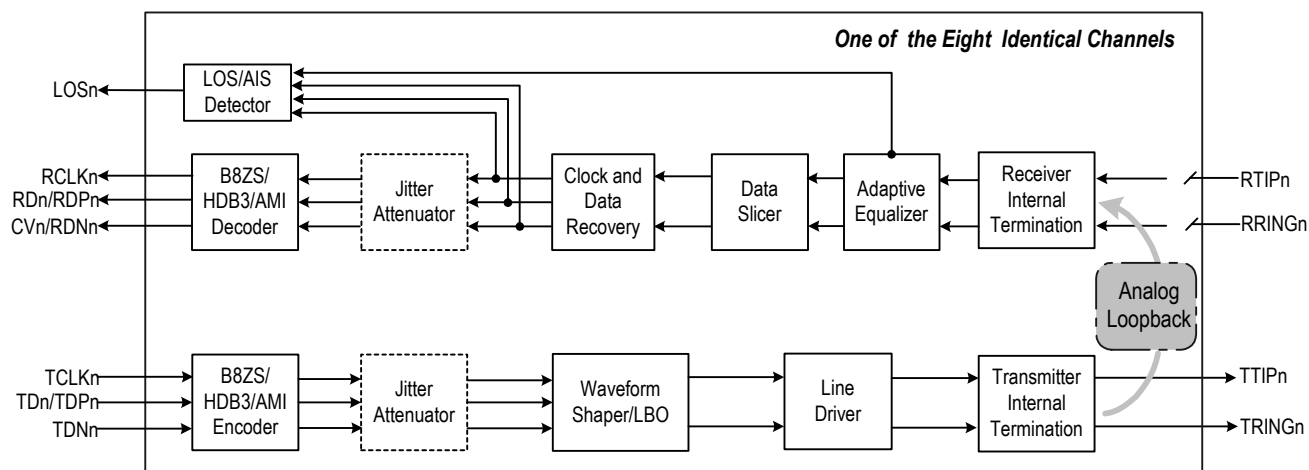 One of the Eight Identical Channels
LOSn
LOS/AIS
Detector
RCLKn
RDn/RDPn
CVn/RDNn
B8ZS/
HDB3/AMI
Decoder
Jitter
Attenuator
Clock and
Data
Recovery
Data
Slicer
Adaptive
Equalizer
Receiver
Internal
Termination
RTIPn
RRINGn
Analog
Loopback
TCLKn
TDn/TDPn
TDNn
B8ZS/
HDB3/AMI
Encoder
Jitter
Attenuator
Waveform
Shaper/LBO
Line
Driver
Transmitter
Internal
Termination
TTIPn
TRINGn